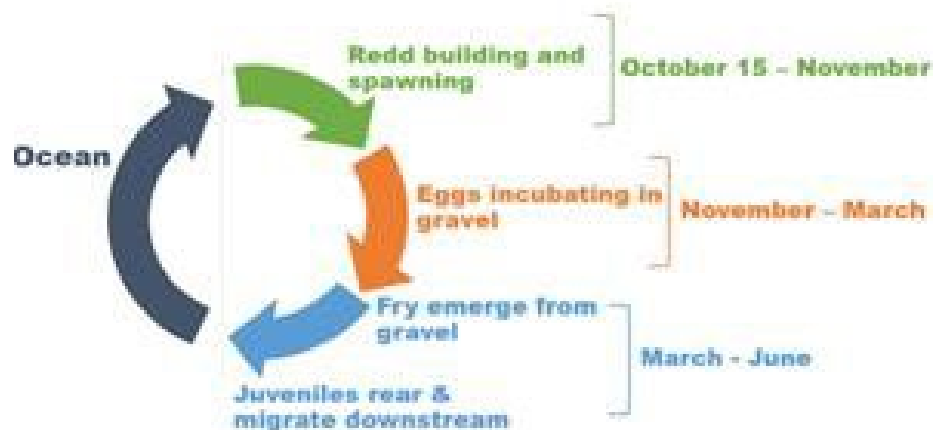 Redd building and
spawning
October 15 – November
Ocean
Eggs incubating in
gravel
November – March
Fry emerge from
gravel
March - June
Juveniles rear &
migrate downstream